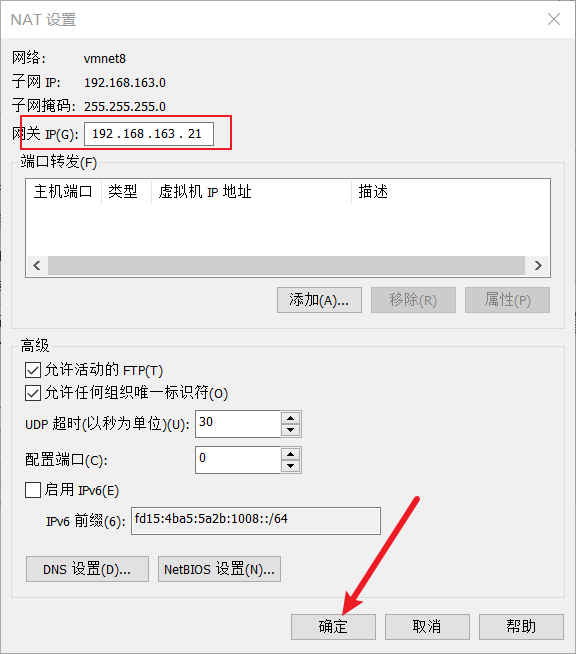 NAT 设置
网络: vmnet8
子网 IP: 192.168.163.0
子网掩码: 255.255.255.0
网关 IP(G): 192 . 168 . 163 . 21
端口转发(F)
主机端口 类型 虚拟机 IP 地址 描述
添加(A)... 移除(R) 属性(P)
高级
允许活动的 FTP(T)
允许任何组织唯一标识符(O)
UDP 超时(以秒为单位)(U): 30
配置端口(C): 0
启用 IPv6(E)
IPv6 前缀(6): fd15:4ba5:5a2b:1008::/64
DNS 设置(D)... NetBIOS 设置(N)...
确定 取消 帮助